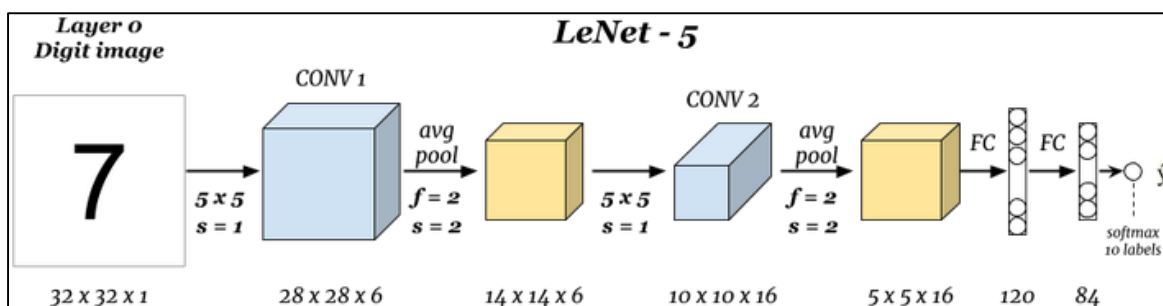 Layer 0
Digit image
LeNet - 5
7
CONV 1
CONV 2
5 x 5
s = 1
avg
pool
f = 2
s = 2
5 x 5
s = 1
avg
pool
f = 2
s = 2
FC
FC
ŷ
softmax
10 labels
32 x 32 x 1
28 x 28 x 6
14 x 14 x 6
10 x 10 x 16
5 x 5 x 16
120
84